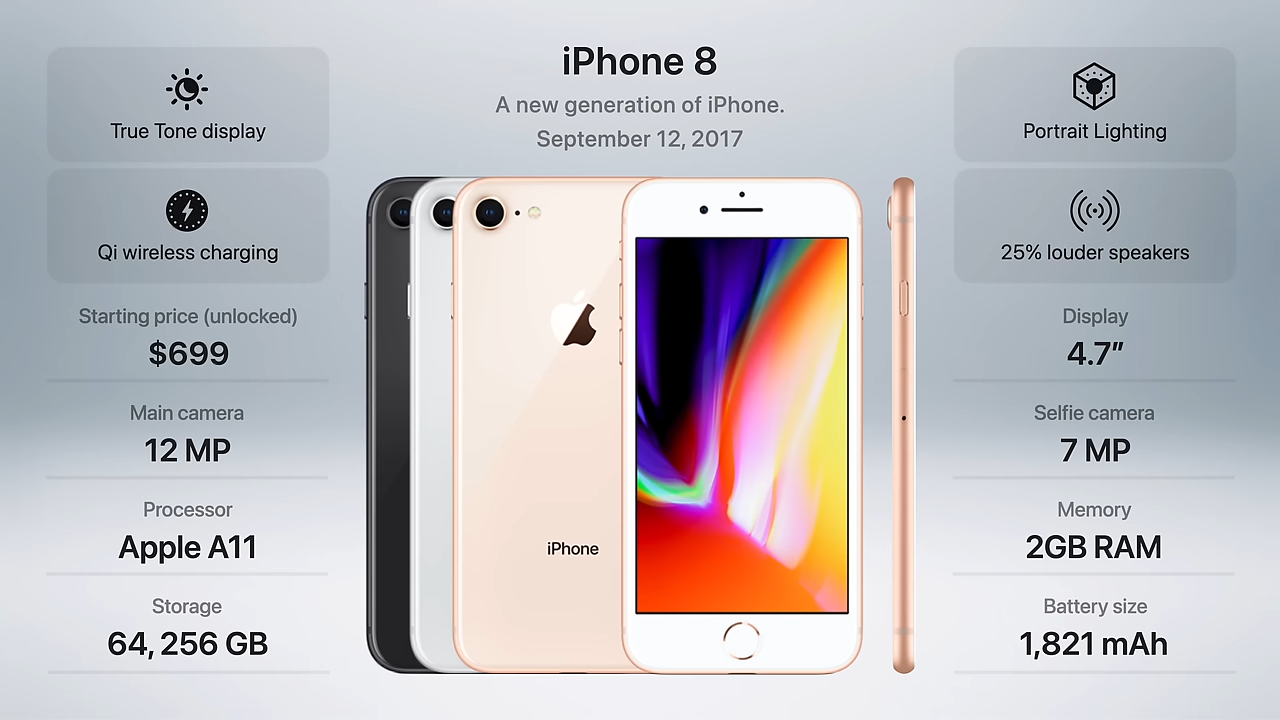 iPhone 8
A new generation of iPhone.
September 12, 2017
True Tone display
Qi wireless charging
Starting price (unlocked)
$699
Main camera
12 MP
Processor
Apple A11
Storage
64, 256 GB
iPhone
Portrait Lighting
25% louder speakers
Display
4.7”
Selfie camera
7 MP
Memory
2GB RAM
Battery size
1,821 mAh